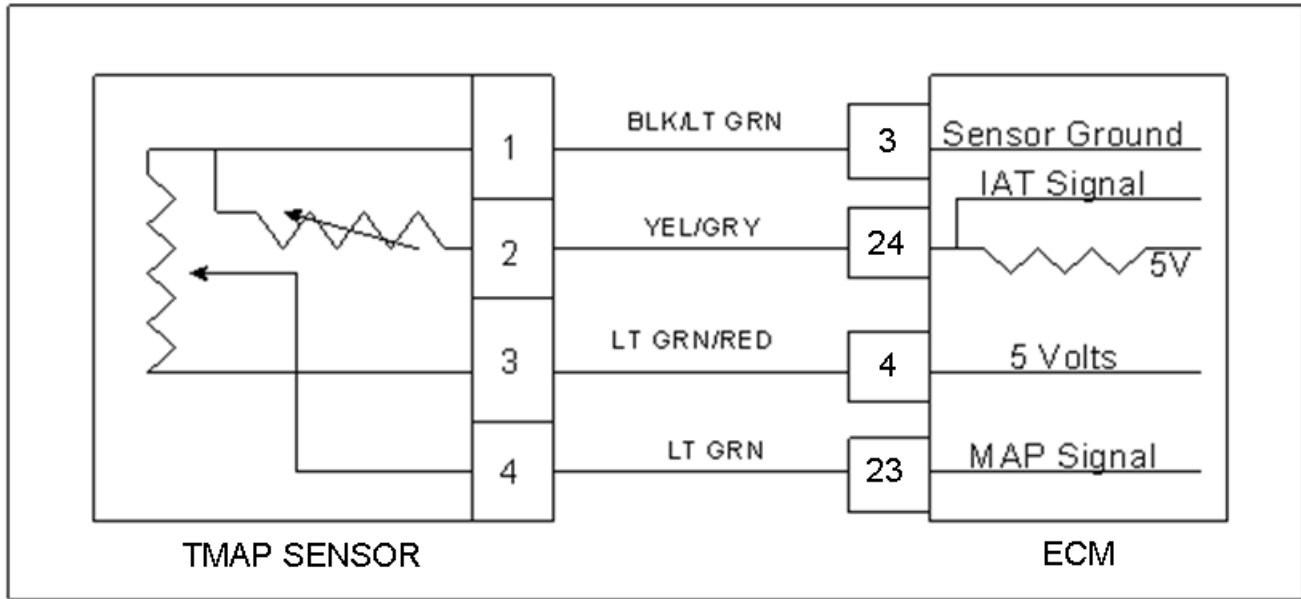 1 BLK/LT GRN 3 Sensor Ground
IAT Signal
2 YEL/GRY 24 5V
3 LT GRN/RED 4 5 Volts
4 LT GRN 23 MAP Signal
TMAP SENSOR ECM